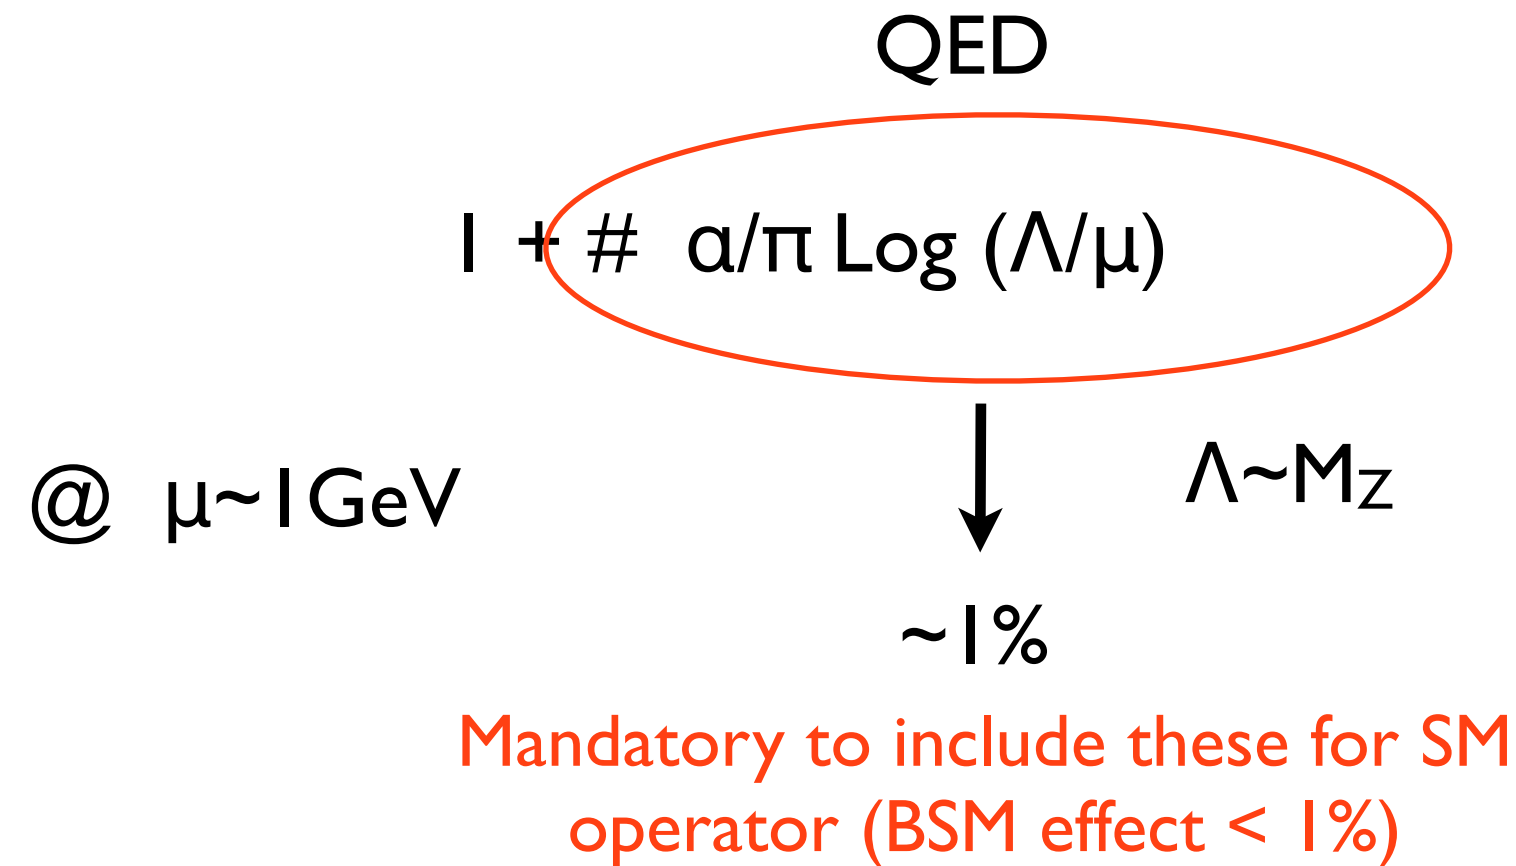 QED
1 + # α/π Log (Λ/μ)
@ μ~1GeV
Λ~MZ
~1%
Mandatory to include these for SM
operator (BSM effect < 1%)